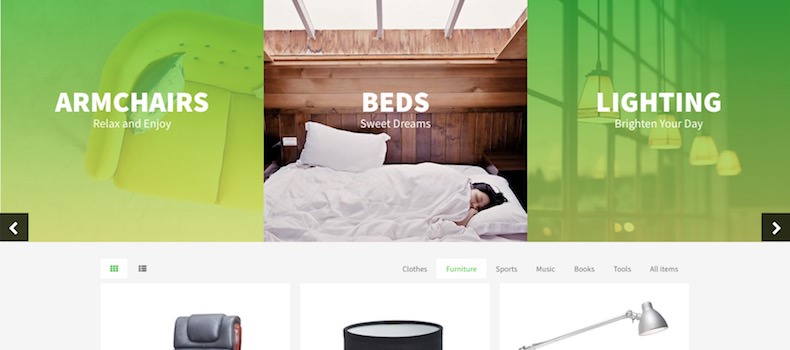 ARMCHAIRS
Relax and Enjoy
BEDS
Sweet Dreams
LIGHTING
Brighten Your Day
Clothes Furniture Sports Music Books Tools All items